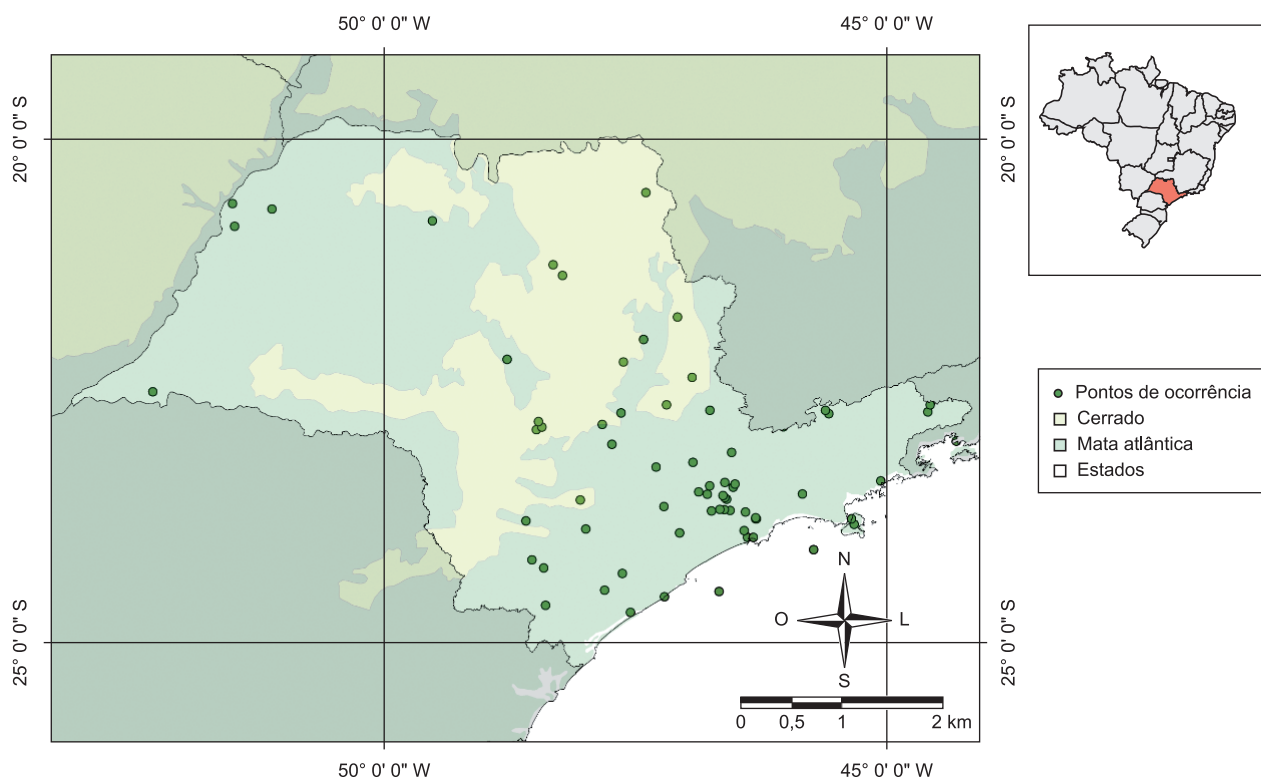 50° 0' 0" W
45° 0' 0" W
20° 0' 0" S
20° 0' 0" S
Pontos de ocorrência
Cerrado
Mata atlântica
Estados
N
O
L
S
25° 0' 0" S
25° 0' 0" S
0 0,5 1 2 km
50° 0' 0" W
45° 0' 0" W